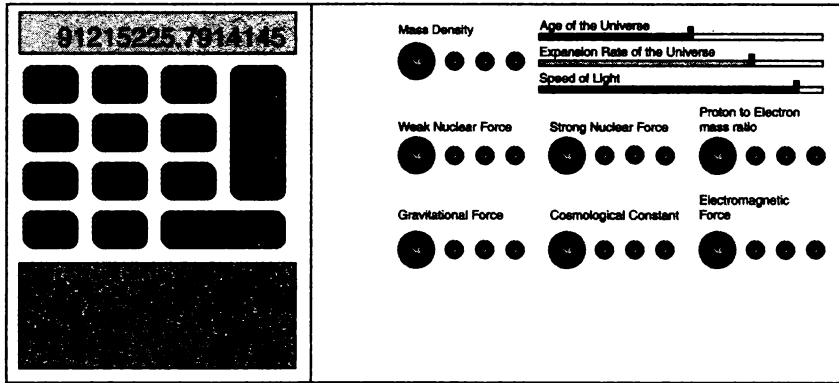 91215225.7914145
Mass Density
Age of the Universe
Expansion Rate of the Universe
Speed of Light
Weak Nuclear Force
Strong Nuclear Force
Proton to Electron
mass ratio
Gravitational Force
Cosmological Constant
Electromagnetic
Force